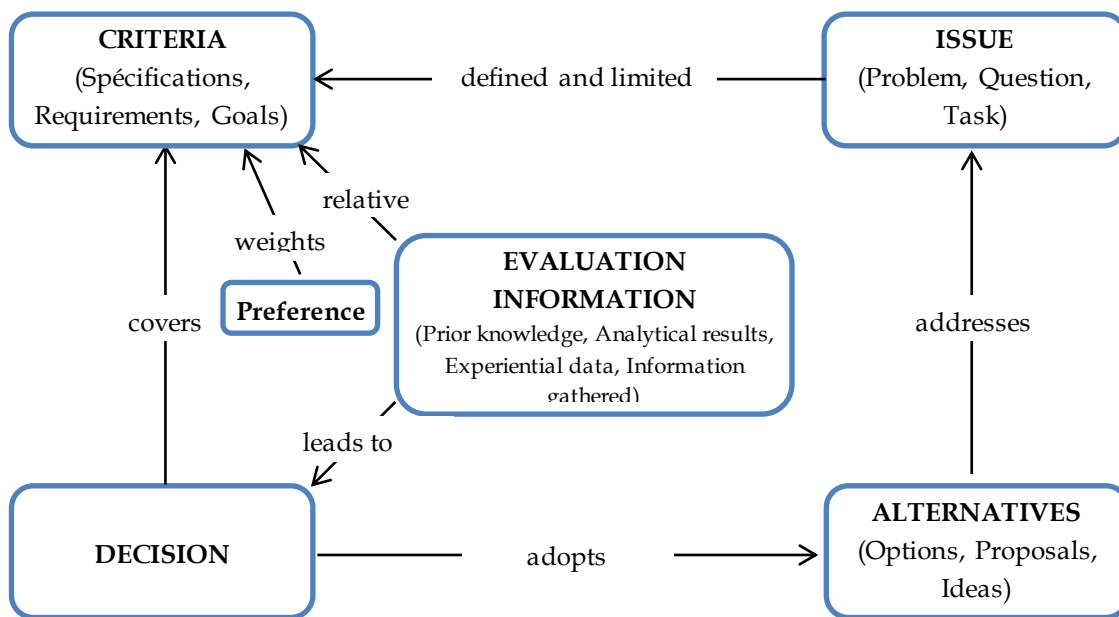 CRITERIA
(Spécifications,
Requirements, Goals)
defined and limited
ISSUE
(Problem, Question,
Task)
relative
weights
Preference
EVALUATION
INFORMATION
(Prior knowledge, Analytical results,
Experiential data, Information
gathered)
covers
addresses
leads to
DECISION
adopts
ALTERNATIVES
(Options, Proposals,
Ideas)